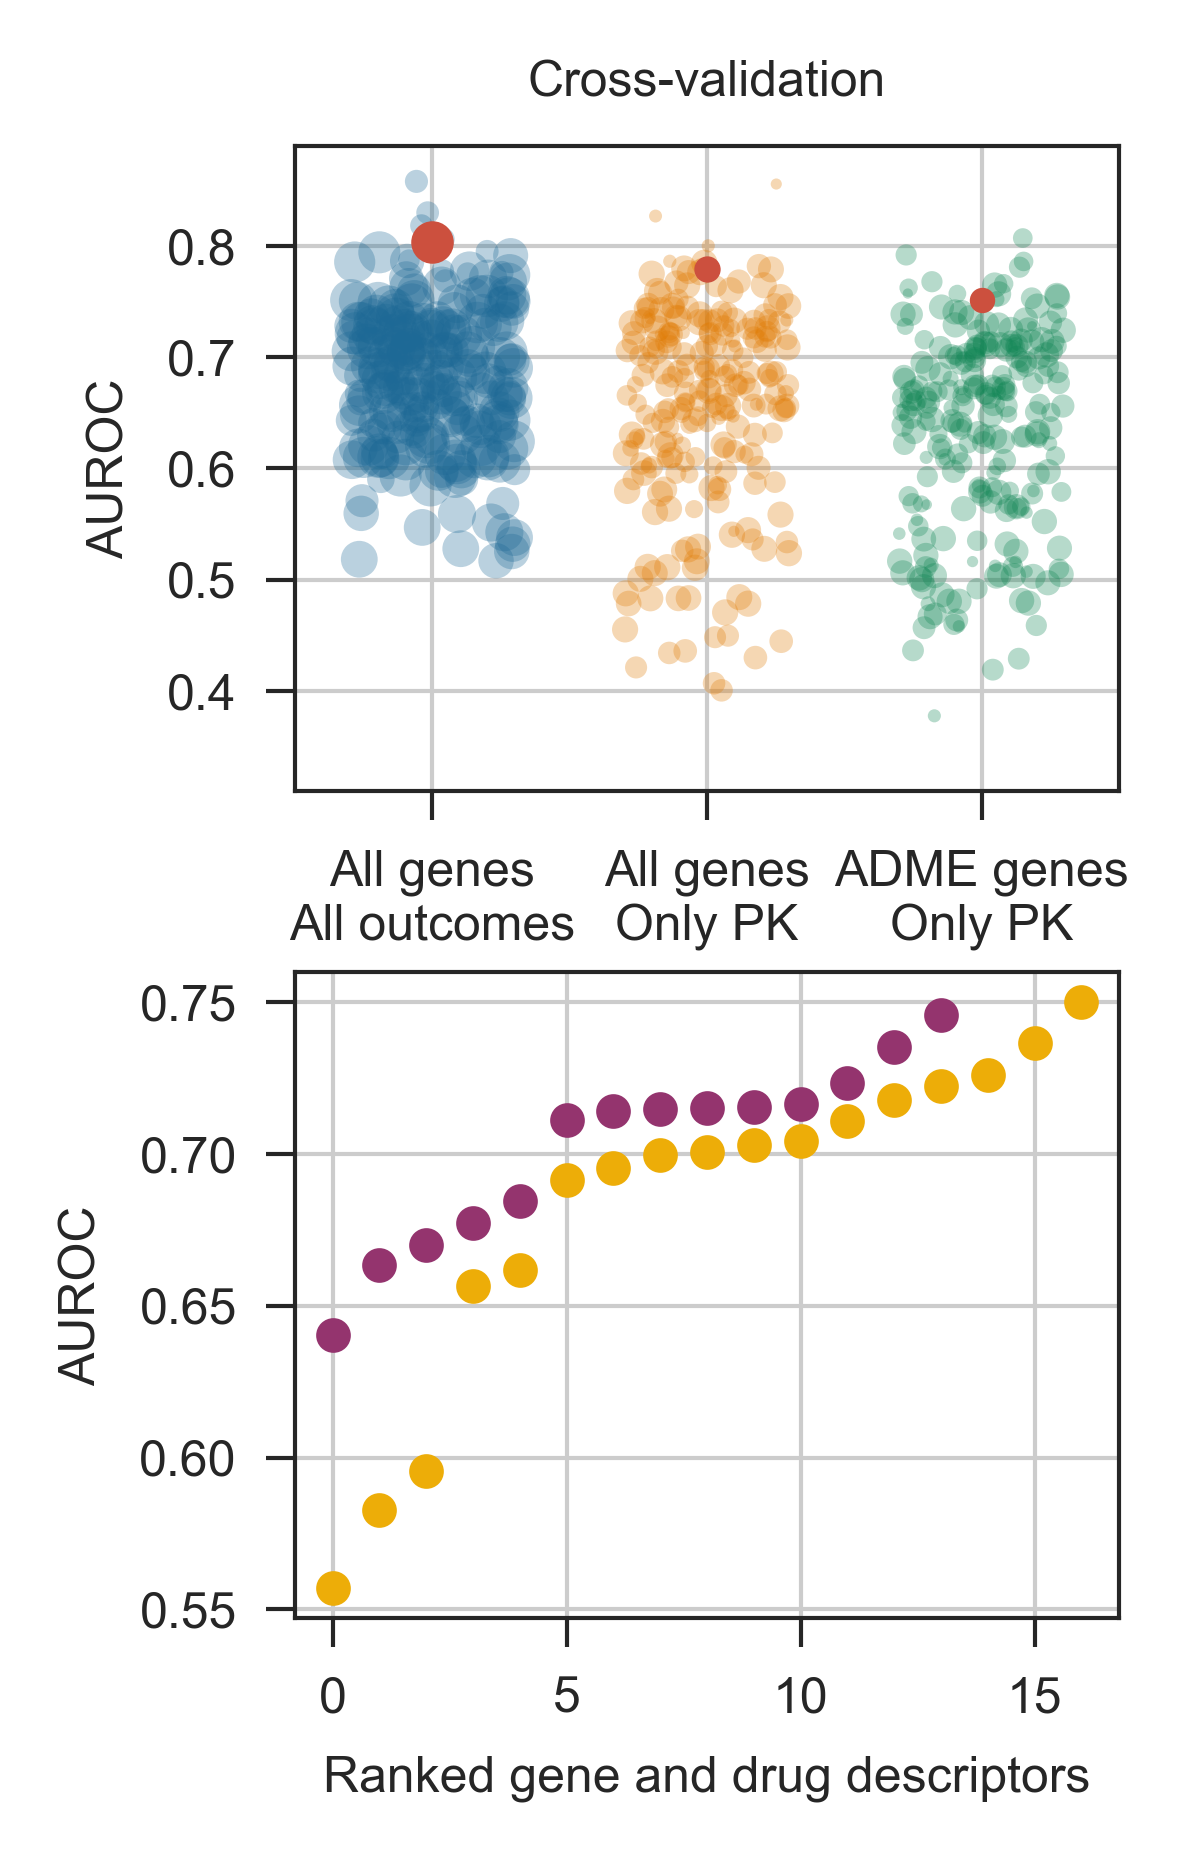 Cross-validation
0.8
0.7
0.6
0.5
0.4
AUROC
All genes
All outcomes
All genes
Only PK
ADME genes
Only PK
0.75
0.70
0.65
0.60
0.55
AUROC
0
5
10
15
Ranked gene and drug descriptors